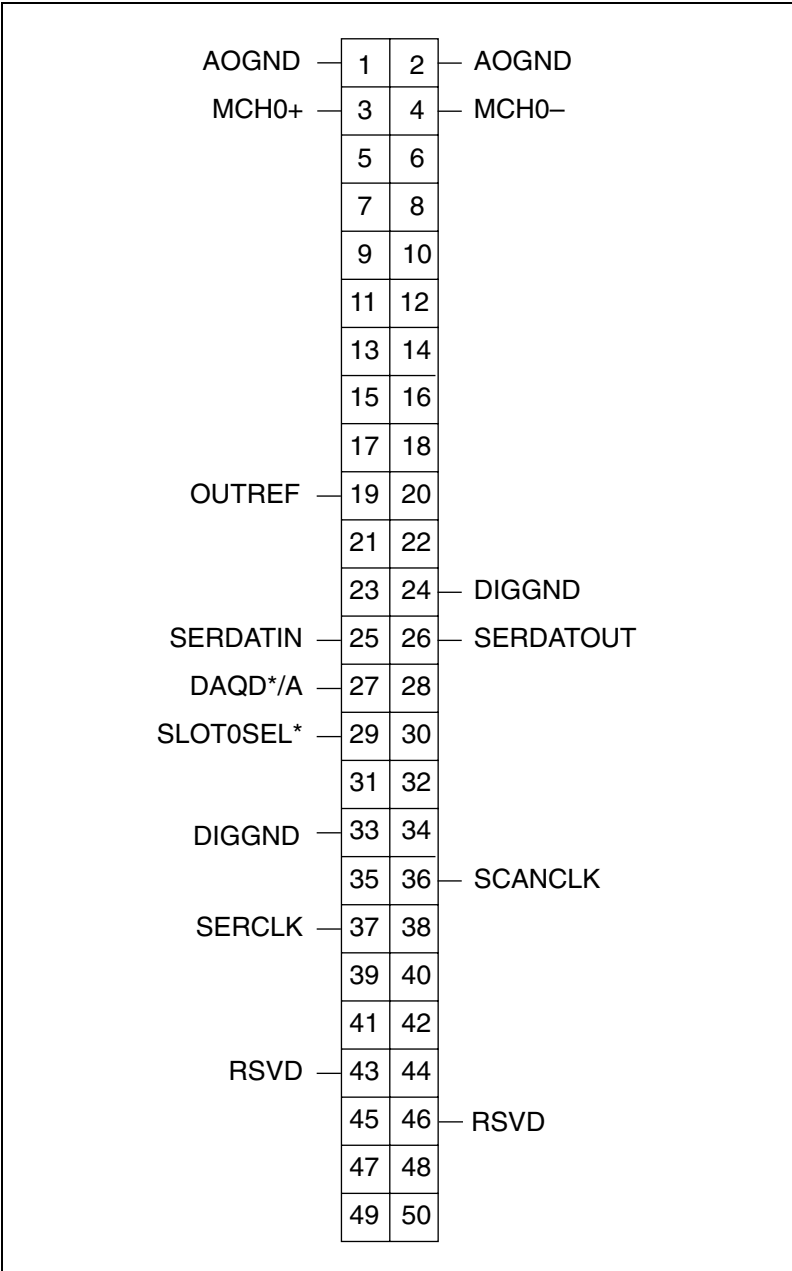 AOGND 1 2 AOGND
MCH0+ 3 4 MCH0–
5 6
7 8
9 10
11 12
13 14
15 16
17 18
OUTREF 19 20
21 22
23 24 DIGGND
SERDATIN 25 26 SERDATOUT
DAQD*/A 27 28
SLOT0SEL* 29 30
31 32
DIGGND 33 34
35 36 SCANCLK
SERCLK 37 38
39 40
41 42
RSVD 43 44
45 46 RSVD
47 48
49 50